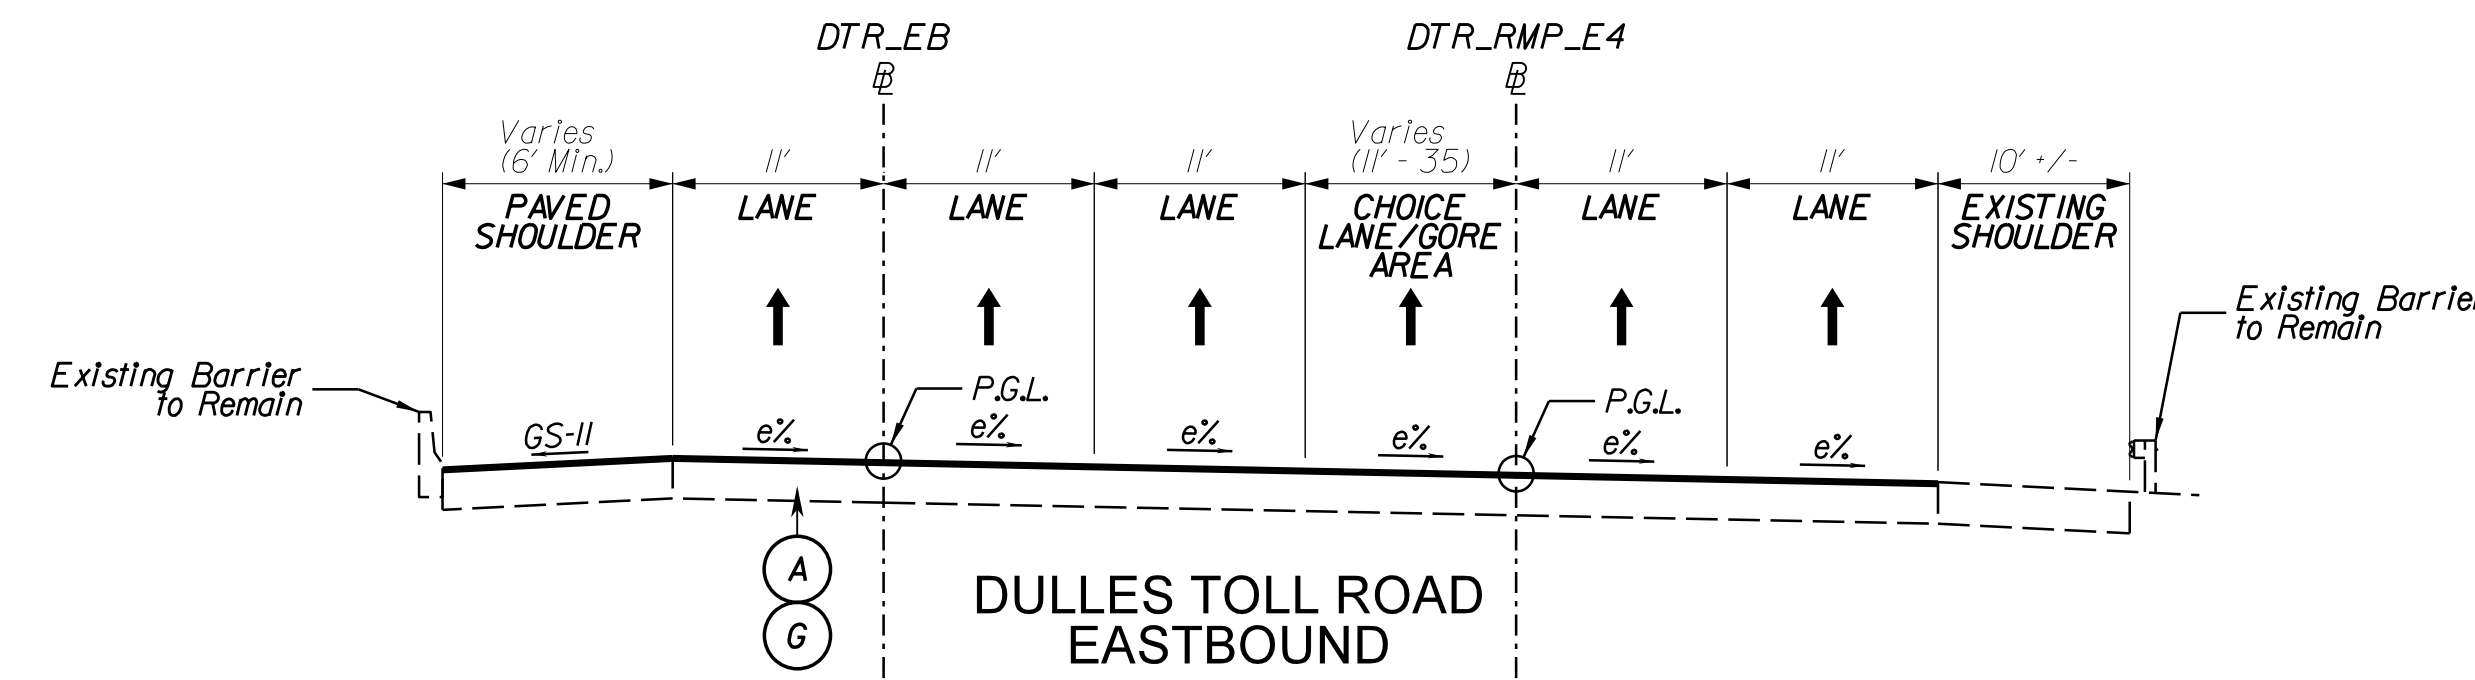 DTR_EB
DTR_RMP_E4
Varies
(6' Min.)
11'
11'
11'
Varies
(11' - 35)
11'
11'
10' +/-
PAVED
SHOULDER
LANE
LANE
LANE
CHOICE
LANE/GORE
AREA
LANE
LANE
EXISTING
SHOULDER
Existing Barrier
to Remain
Existing Barrier
to Remain
P.G.L.
P.G.L.
GS-11
e%
e%
e%
e%
e%
e%
A
G
DULLES TOLL ROAD
EASTBOUND